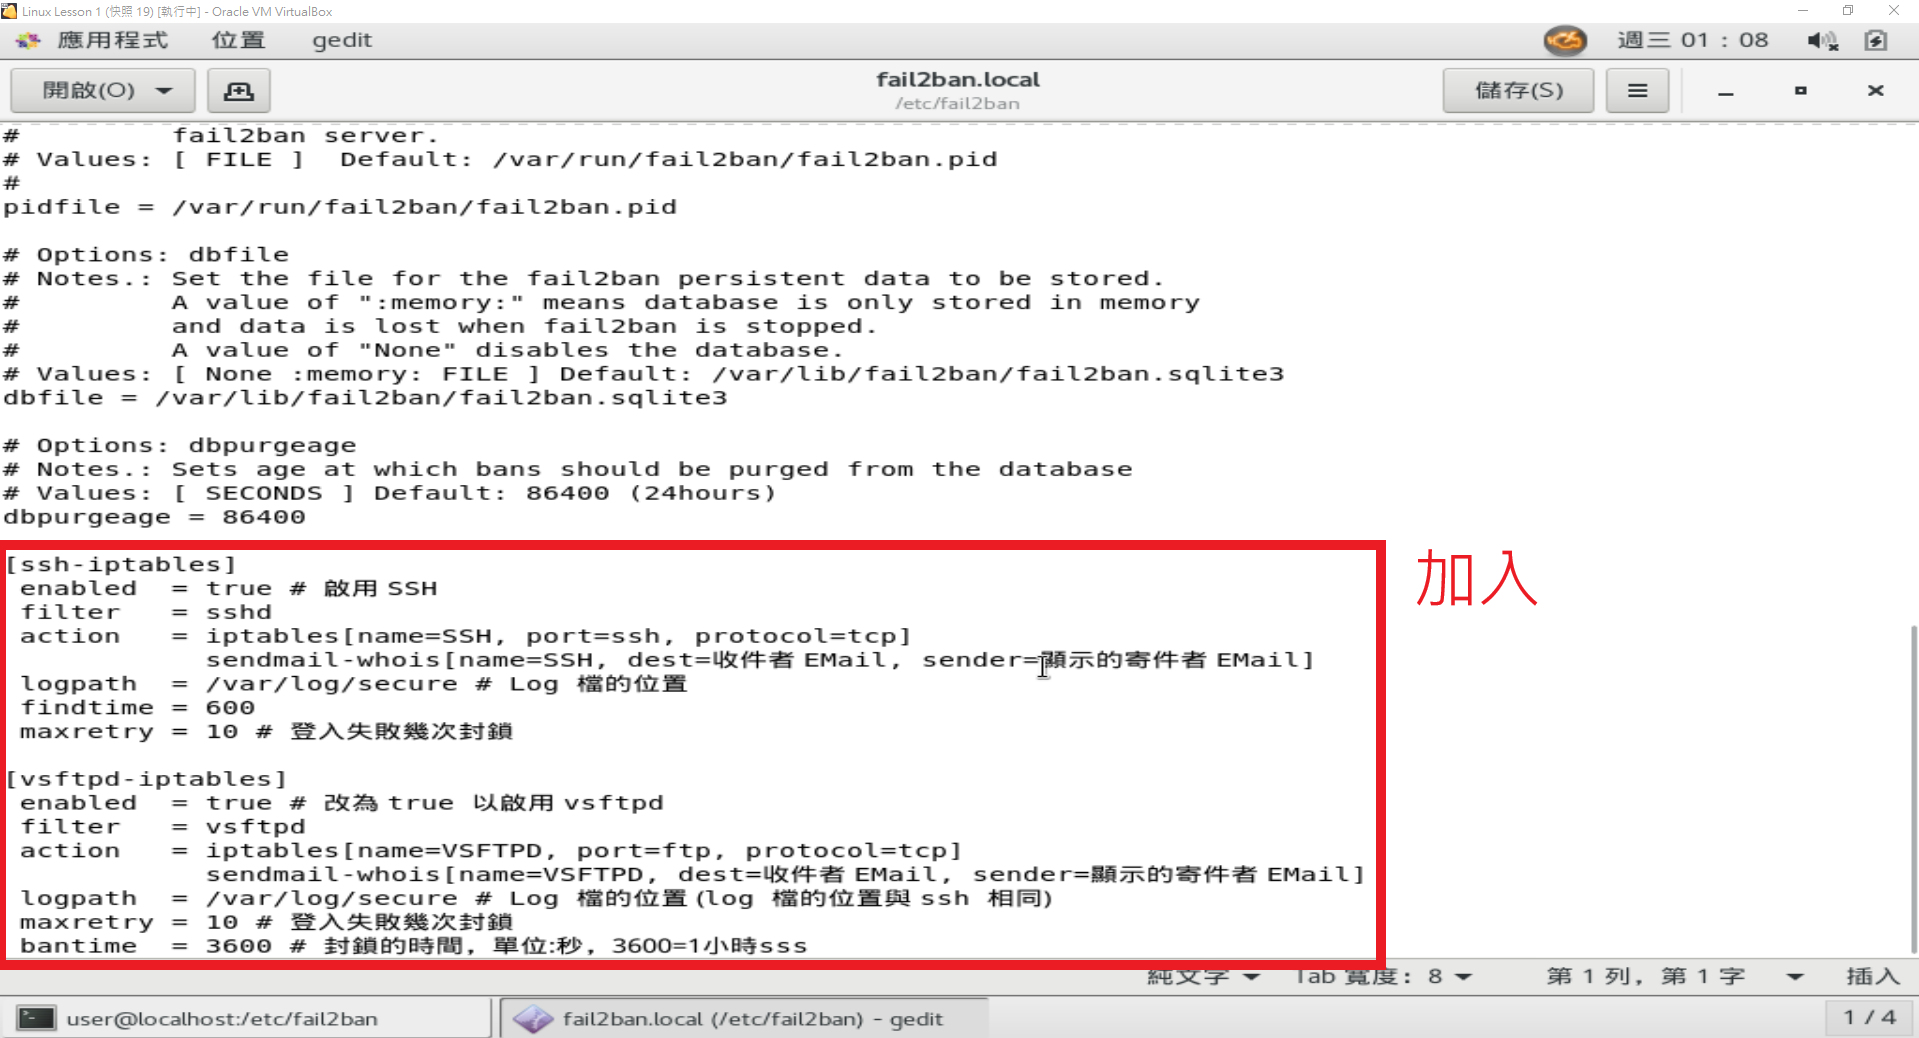 Linux Lesson 1 (快照 19) [執行中] - Oracle VM VirtualBox
應用程式 位置 gedit 週三 01 : 08
開啟(O) fail2ban.local 儲存(S)
/etc/fail2ban
# fail2ban server.
# Values: [ FILE ] Default: /var/run/fail2ban/fail2ban.pid
#
pidfile = /var/run/fail2ban/fail2ban.pid
# Options: dbfile
# Notes.: Set the file for the fail2ban persistent data to be stored.
# A value of ":memory:" means database is only stored in memory
# and data is lost when fail2ban is stopped.
# A value of "None" disables the database.
# Values: [ None :memory: FILE ] Default: /var/lib/fail2ban/fail2ban.sqlite3
dbfile = /var/lib/fail2ban/fail2ban.sqlite3
# Options: dbpurgeage
# Notes.: Sets age at which bans should be purged from the database
# Values: [ SECONDS ] Default: 86400 (24hours)
dbpurgeage = 86400
[ssh-iptables]
加入
enabled = true # 啟用 SSH
filter = sshd
action = iptables[name=SSH, port=ssh, protocol=tcp]
sendmail-whois[name=SSH, dest=收件者 EMail, sender=顯示的寄件者 EMail]
logpath = /var/log/secure # Log 檔的位置
findtime = 600
maxretry = 10 # 登入失敗幾次封鎖
[vsftpd-iptables]
enabled = true # 改為 true 以啟用 vsftpd
filter = vsftpd
action = iptables[name=VSFTPD, port=ftp, protocol=tcp]
sendmail-whois[name=VSFTPD, dest=收件者 EMail, sender=顯示的寄件者 EMail]
logpath = /var/log/secure # Log 檔的位置(log 檔的位置與 ssh 相同)
maxretry = 10 # 登入失敗幾次封鎖
bantime = 3600 # 封鎖的時間, 單位:秒, 3600=1小時sss
純文字 Tab 寬度: 8 第 1 列, 第 1 字 插入
user@localhost:/etc/fail2ban fail2ban.local (/etc/fail2ban) - gedit 1 / 4